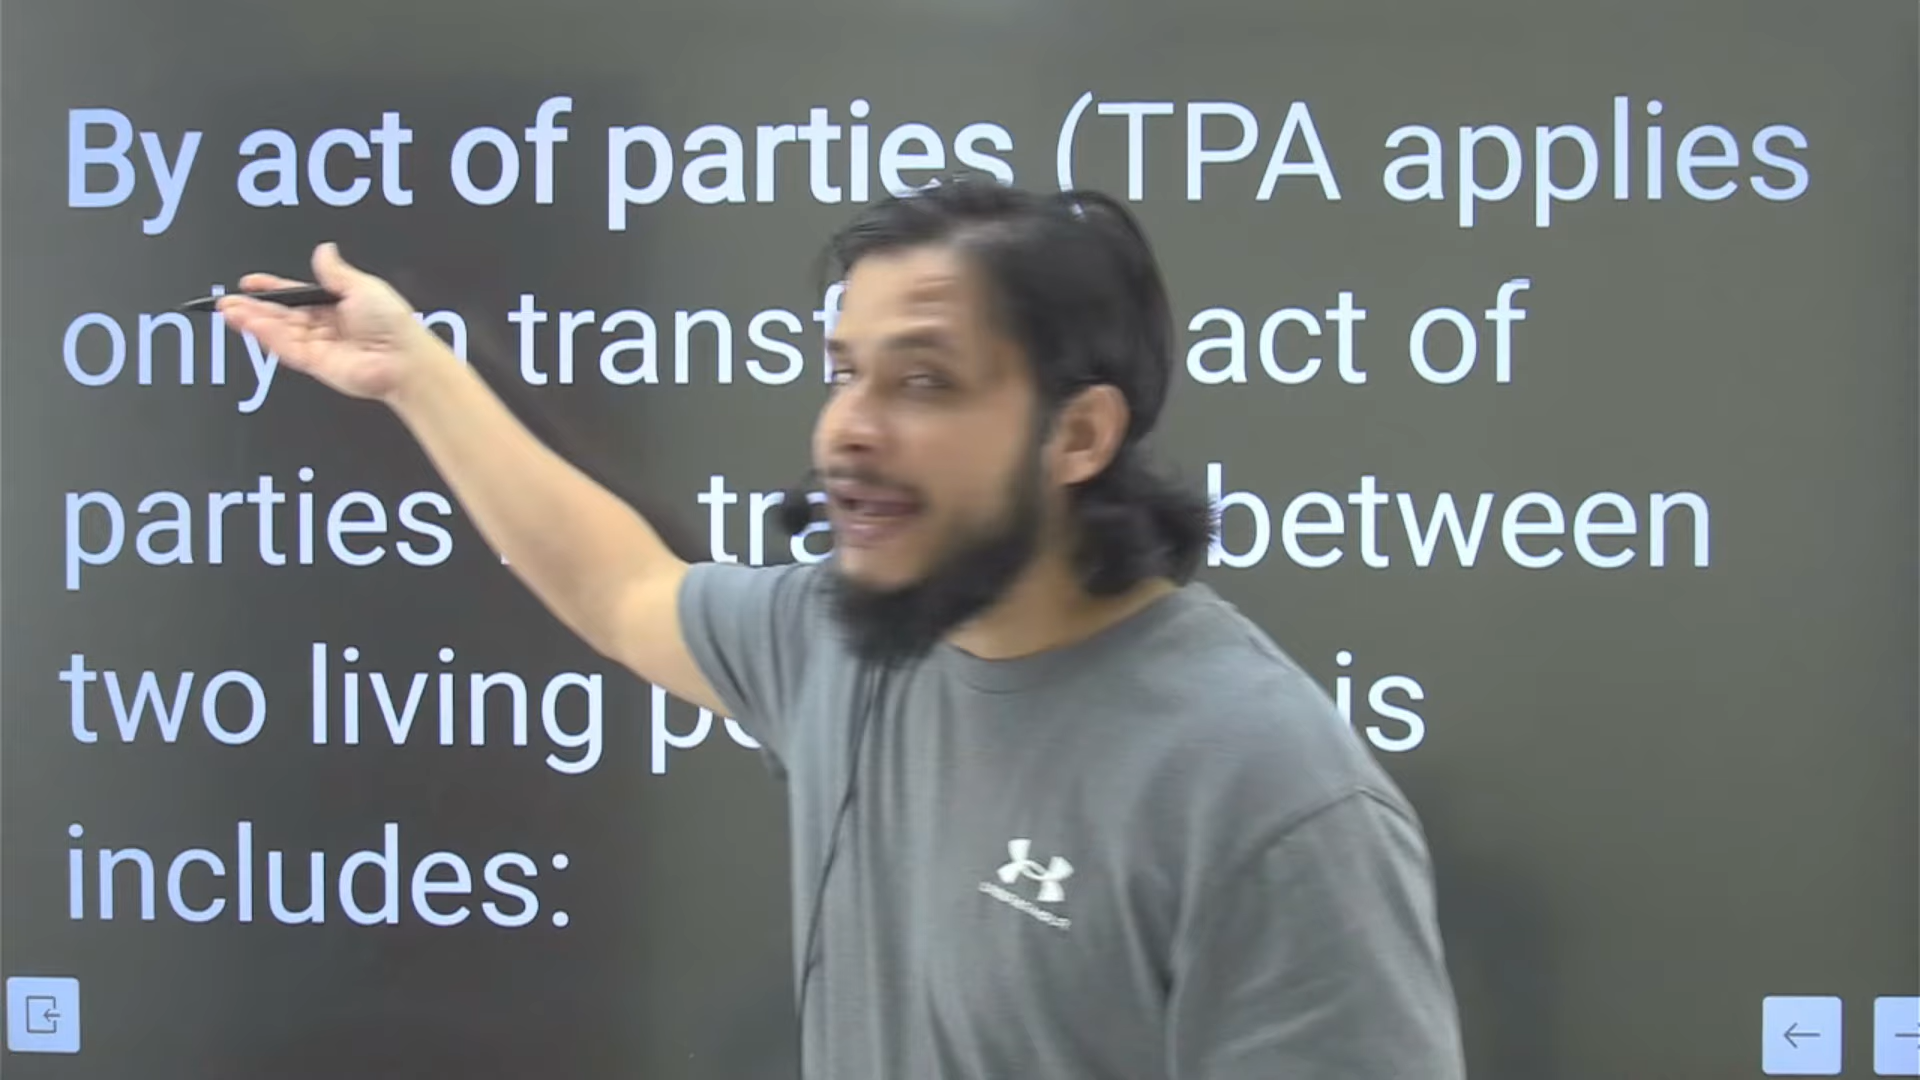 By act of parties (TPA applies
only transf act of
parties tra between
two living is
includes: